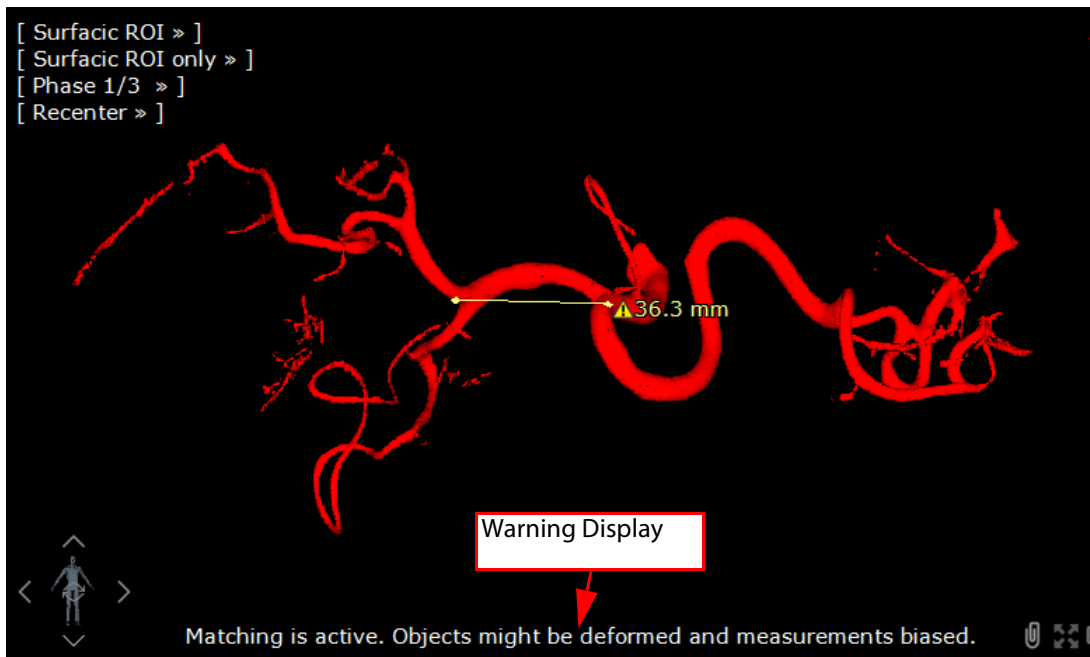 [ Surfacic ROI » ]
[ Surfacic ROI only » ]
[ Phase 1/3 » ]
[ Recenter » ]
36.3 mm
Warning Display
Matching is active. Objects might be deformed and measurements biased.